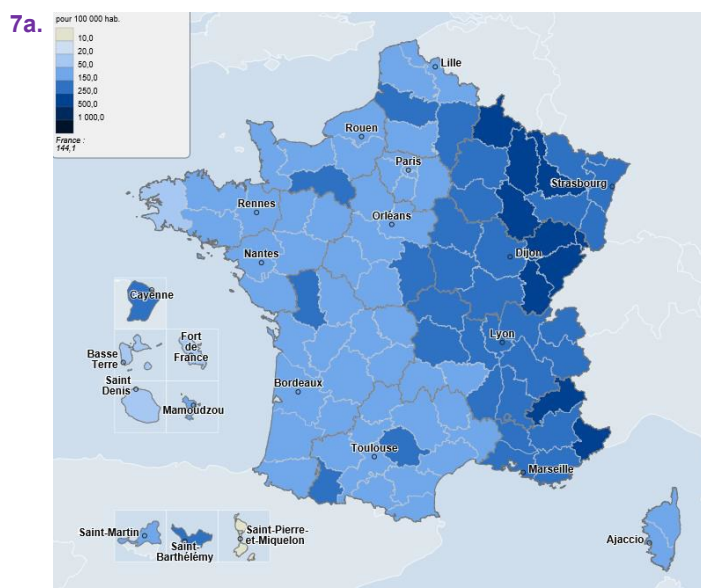 7a.
pour 100 000 hab.
10,0
20,0
50,0
150,0
250,0
500,0
1 000,0
France :
144,1
Lille
Rouen
Paris
Strasbourg
Rennes
Orléans
Nantes
Dijon
Cayenne
Lyon
Basse
Terre
Fort
de
France
Saint
Denis
Mamoudzou
Bordeaux
Toulouse
Marseille
Saint-Martin
Saint-
Barthélémy
Saint-Pierre-
et-Miquelon
Ajaccio